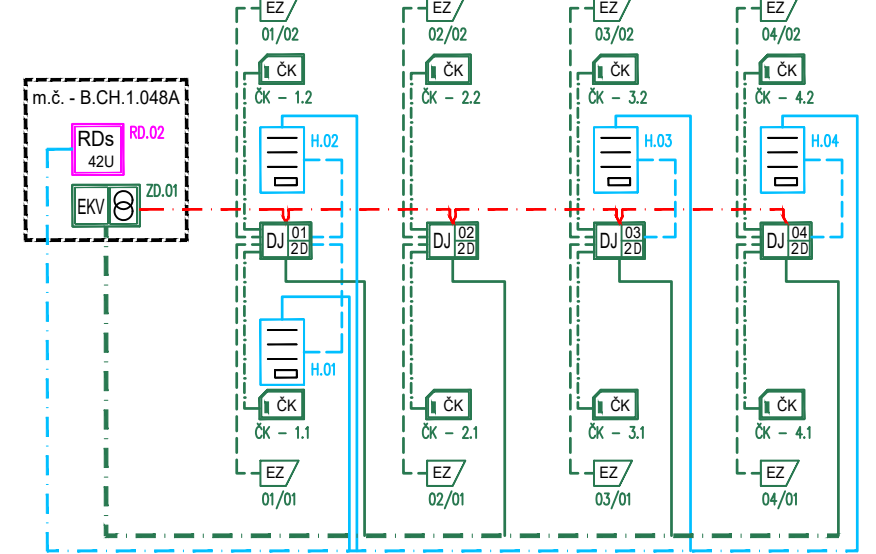 EZ EZ EZ EZ
01/02 02/02 03/02 04/02
ČK ČK ČK ČK
ČK - 1.2 ČK - 2.2 ČK - 3.2 ČK - 4.2
m.č. - B.CH.1.048A
RDs
42U
RD.02
H.02 H.03 H.04
EKV
ZD.01
DJ 01 2D
DJ 02 2D
DJ 03 2D
DJ 04 2D
H.01
ČK ČK ČK ČK
ČK - 1.1 ČK - 2.1 ČK - 3.1 ČK - 4.1
EZ EZ EZ EZ
01/01 02/01 03/01 04/01